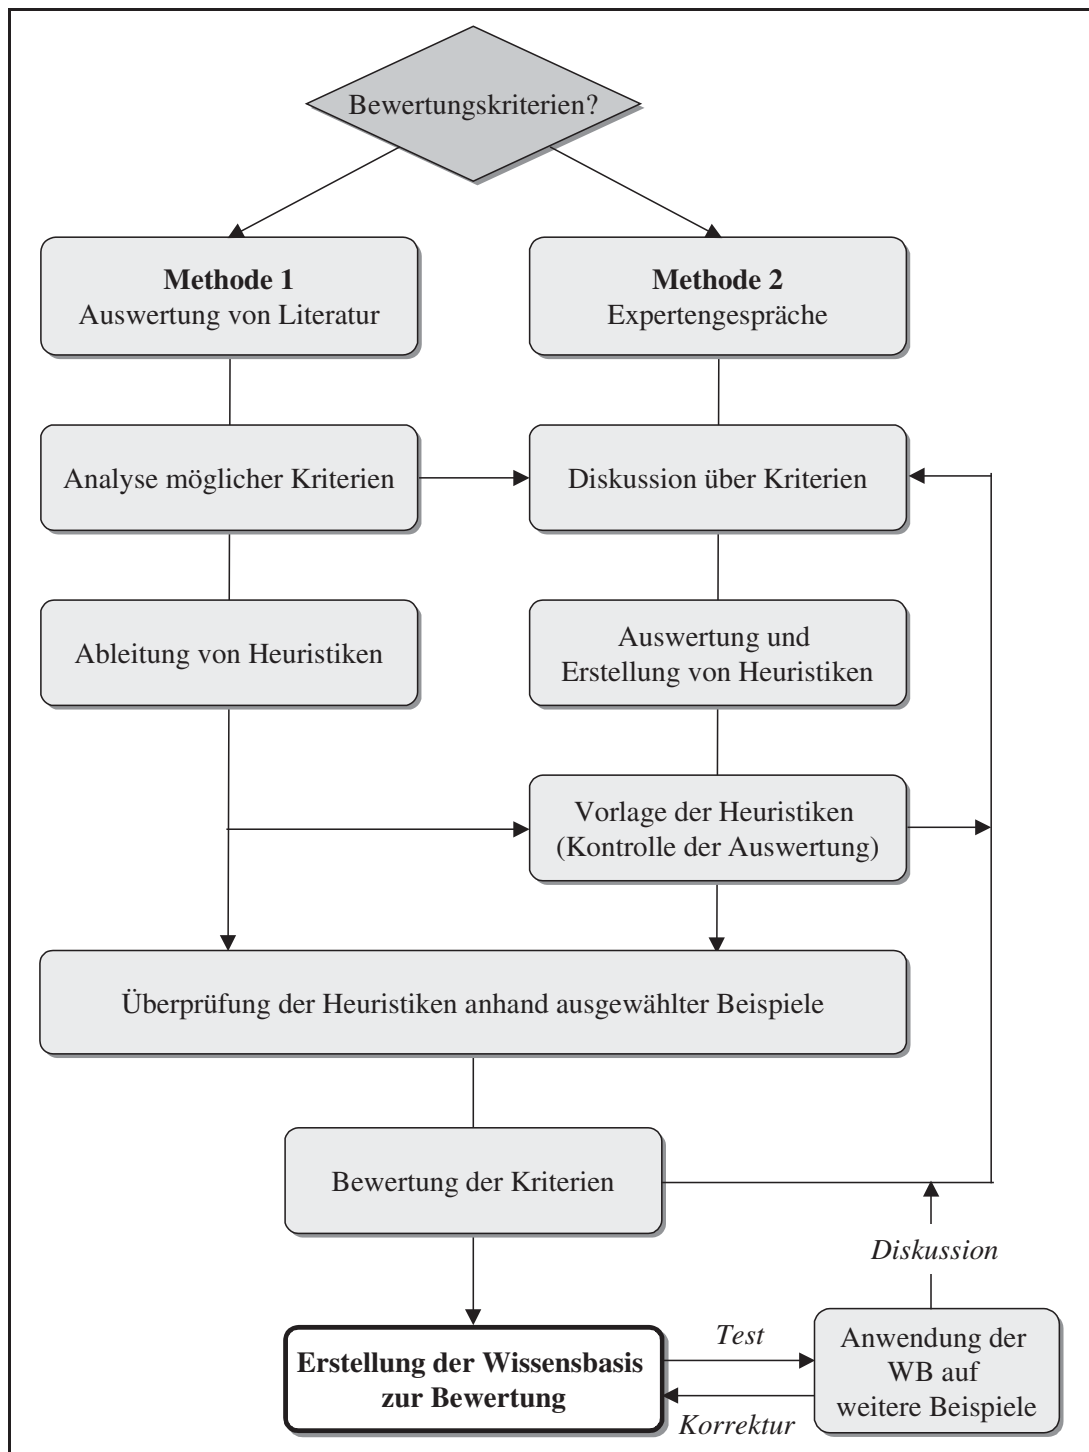 Bewertungskriterien?
Methode 1
Auswertung von Literatur
Methode 2
Expertengespräche
Analyse möglicher Kriterien
Diskussion über Kriterien
Ableitung von Heuristiken
Auswertung und
Erstellung von Heuristiken
Vorlage der Heuristiken
(Kontrolle der Auswertung)
Überprüfung der Heuristiken anhand ausgewählter Beispiele
Bewertung der Kriterien
Diskussion
Erstellung der Wissensbasis
zur Bewertung
Test
Korrektur
Anwendung der
WB auf
weitere Beispiele